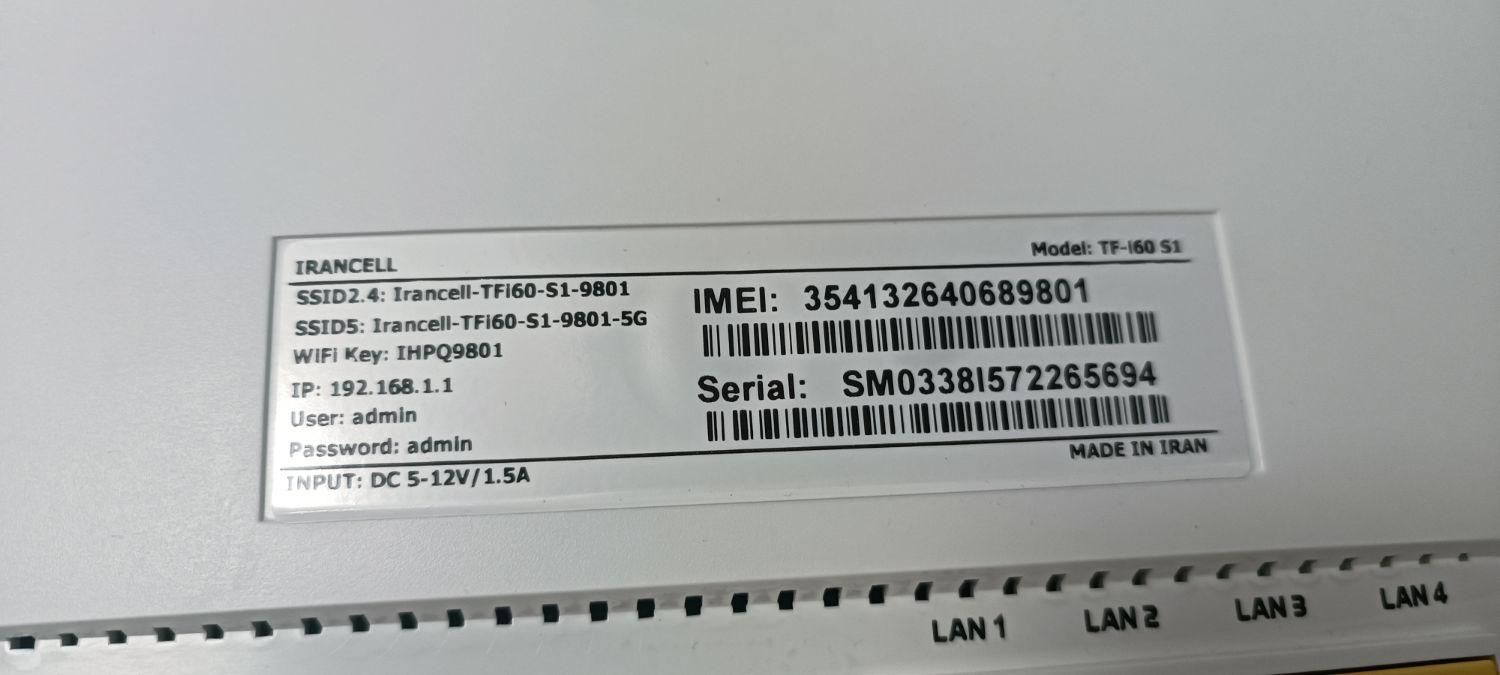 IRANCELL
Model: TF-i60 S1
SSID2.4: Irancell-TFi60-S1-9801
SSID5: Irancell-TFi60-S1-9801-5G
WiFi Key: IHPQ9801
IP: 192.168.1.1
User: admin
Password: admin
IMEI: 354132640689801
Serial: SM0338I572265694
INPUT: DC 5-12V/1.5A
MADE IN IRAN
LAN 1
LAN 2
LAN 3
LAN 4